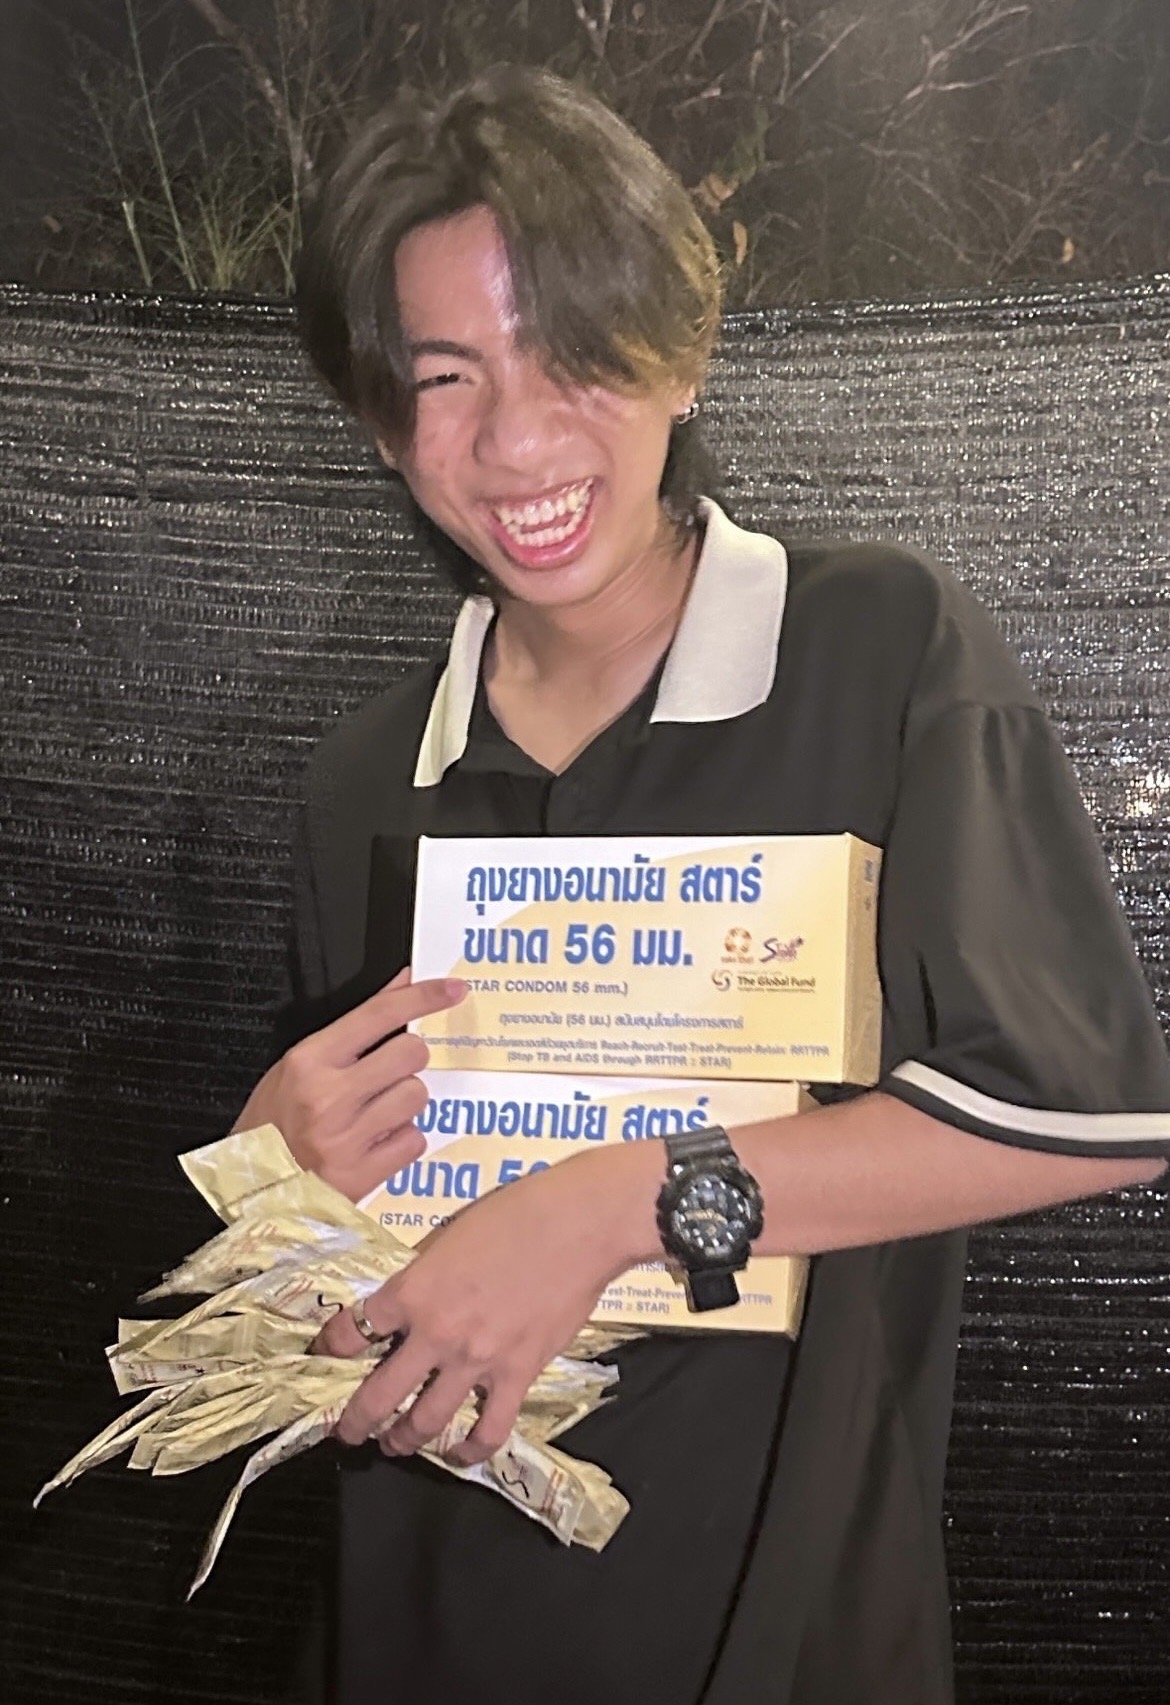 ถุงยางอนามัย สตาร์
ขนาด 56 มม.
STAR
The Global Fund
STAR CONDOM 56 mm.)
ถุงยางอนามัย (56 มม.) สนับสนุนโดยโครงการสตาร์
Reach-Recruit-Test-Treat-Prevent-Retain: RRTTPR
(Stop TB and AIDS through RRTTPR : STAR)
ถุงยางอนามัย สตาร์
ขนาด 56
(STAR CO
est-Treat-Preven
RTTPR
TPR : STAR)